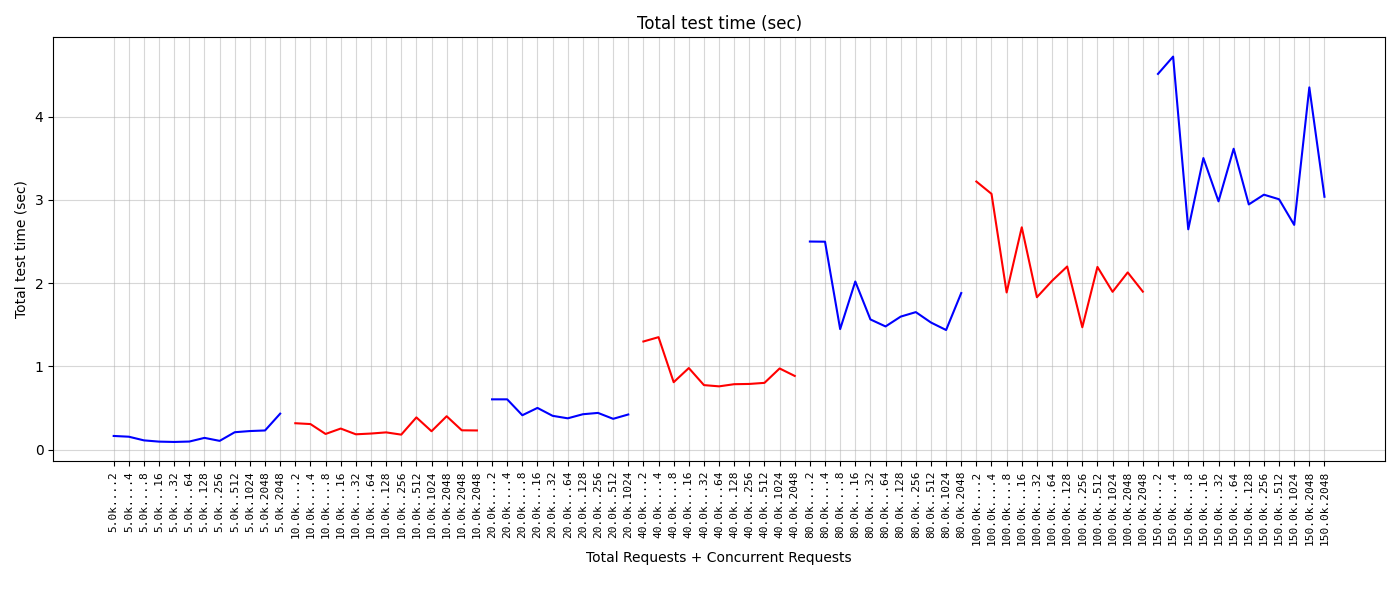 Total test time (sec)
Total test time (sec)
4
3
2
1
0
5.0k....2
5.0k....4
5.0k....8
5.0k...16
5.0k...32
5.0k...64
5.0k..128
5.0k..256
5.0k..512
5.0k.1024
5.0k.2048
5.0k.2048
10.0k....2
10.0k....4
10.0k....8
10.0k...16
10.0k...32
10.0k...64
10.0k..128
10.0k..256
10.0k..512
10.0k.1024
10.0k.2048
10.0k.2048
10.0k.2048
20.0k....2
20.0k....4
20.0k....8
20.0k...16
20.0k...32
20.0k...64
20.0k..128
20.0k..256
20.0k..512
20.0k.1024
40.0k....2
40.0k....4
40.0k....8
40.0k...16
40.0k...32
40.0k...64
40.0k..128
40.0k..256
40.0k..512
40.0k.1024
40.0k.2048
80.0k....2
80.0k....4
80.0k....8
80.0k...16
80.0k...32
80.0k...64
80.0k..128
80.0k..256
80.0k..512
80.0k.1024
80.0k.2048
100.0k....2
100.0k....4
100.0k....8
100.0k...16
100.0k...32
100.0k...64
100.0k..128
100.0k..256
100.0k..512
100.0k.1024
100.0k.2048
100.0k.2048
150.0k....2
150.0k....4
150.0k....8
150.0k...16
150.0k...32
150.0k...64
150.0k..128
150.0k..256
150.0k..512
150.0k.1024
150.0k.2048
150.0k.2048
Total Requests + Concurrent Requests